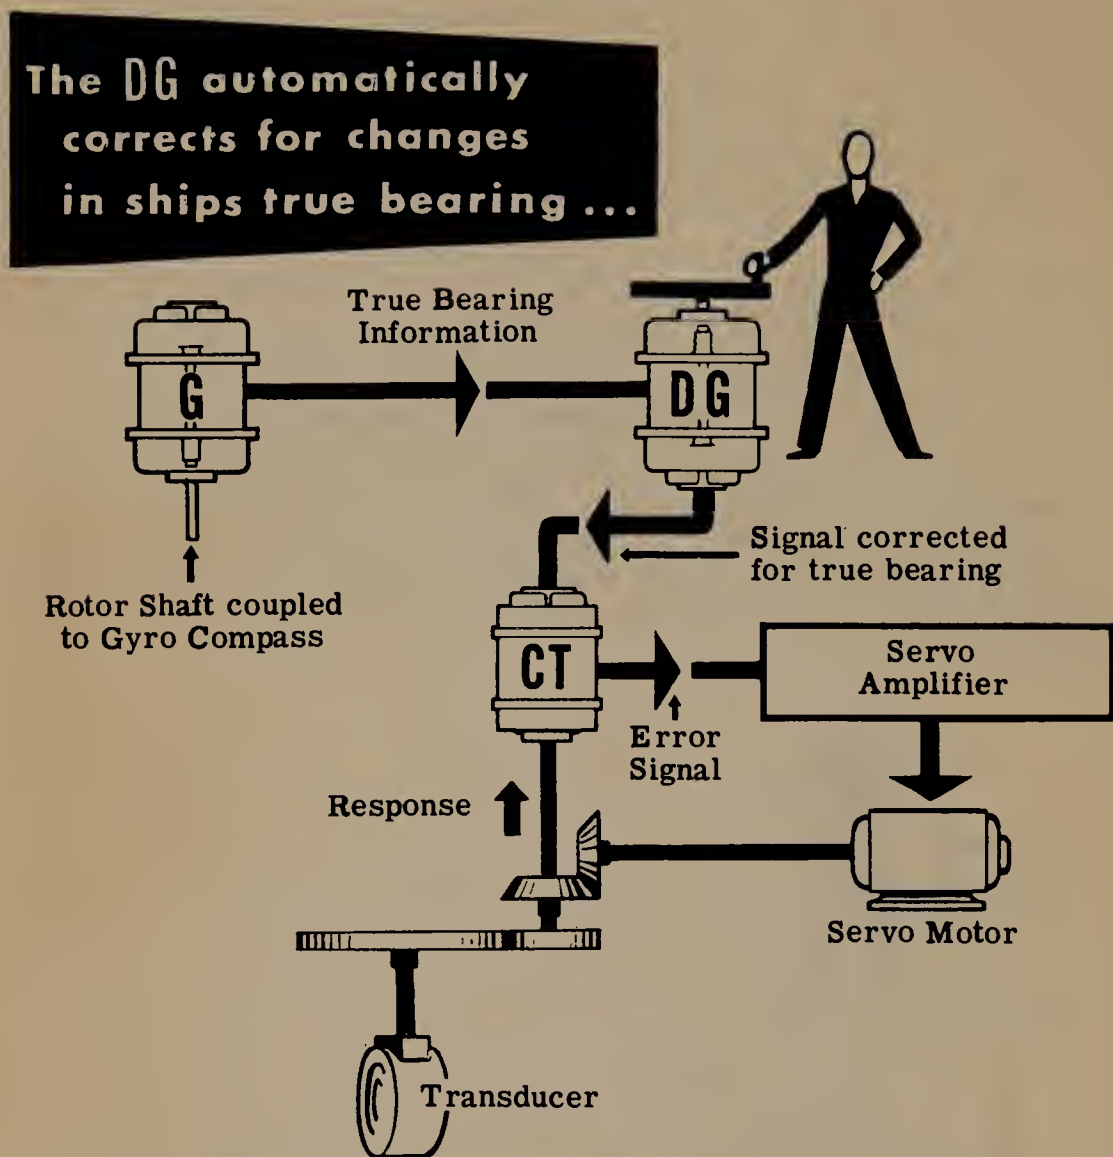 The DG automatically
corrects for changes
in ships true bearing ...
True Bearing
Information
G
DG
Rotor Shaft coupled
to Gyro Compass
Signal corrected
for true bearing
CT
Servo
Amplifier
Error
Signal
Response
Servo Motor
Transducer